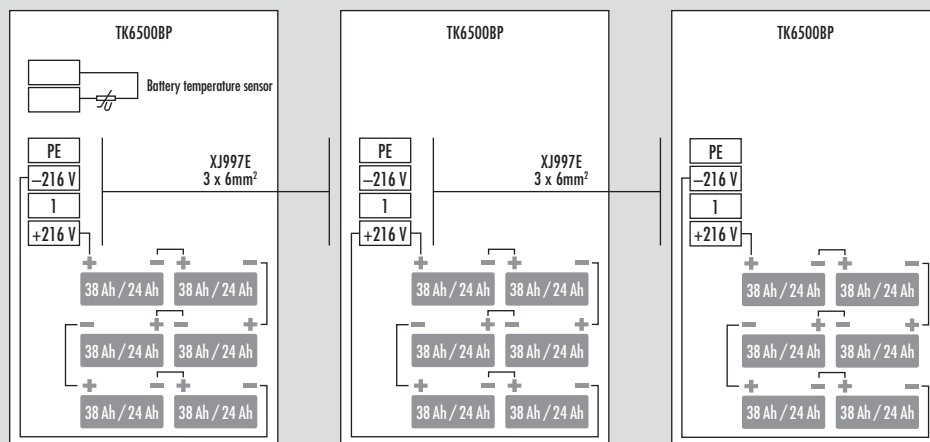 TK6500BP
Battery temperature sensor
PE
–216 V
1
+216 V
XJ997E
3 x 6mm²
+ – + –
38 Ah / 24 Ah 38 Ah / 24 Ah
– + – +
38 Ah / 24 Ah 38 Ah / 24 Ah
+ – + –
38 Ah / 24 Ah 38 Ah / 24 Ah
TK6500BP
PE
–216 V
1
+216 V
XJ997E
3 x 6mm²
+ – + –
38 Ah / 24 Ah 38 Ah / 24 Ah
– + – +
38 Ah / 24 Ah 38 Ah / 24 Ah
+ – + –
38 Ah / 24 Ah 38 Ah / 24 Ah
TK6500BP
PE
–216 V
1
+216 V
+ – + –
38 Ah / 24 Ah 38 Ah / 24 Ah
– + – +
38 Ah / 24 Ah 38 Ah / 24 Ah
+ – + –
38 Ah / 24 Ah 38 Ah / 24 Ah